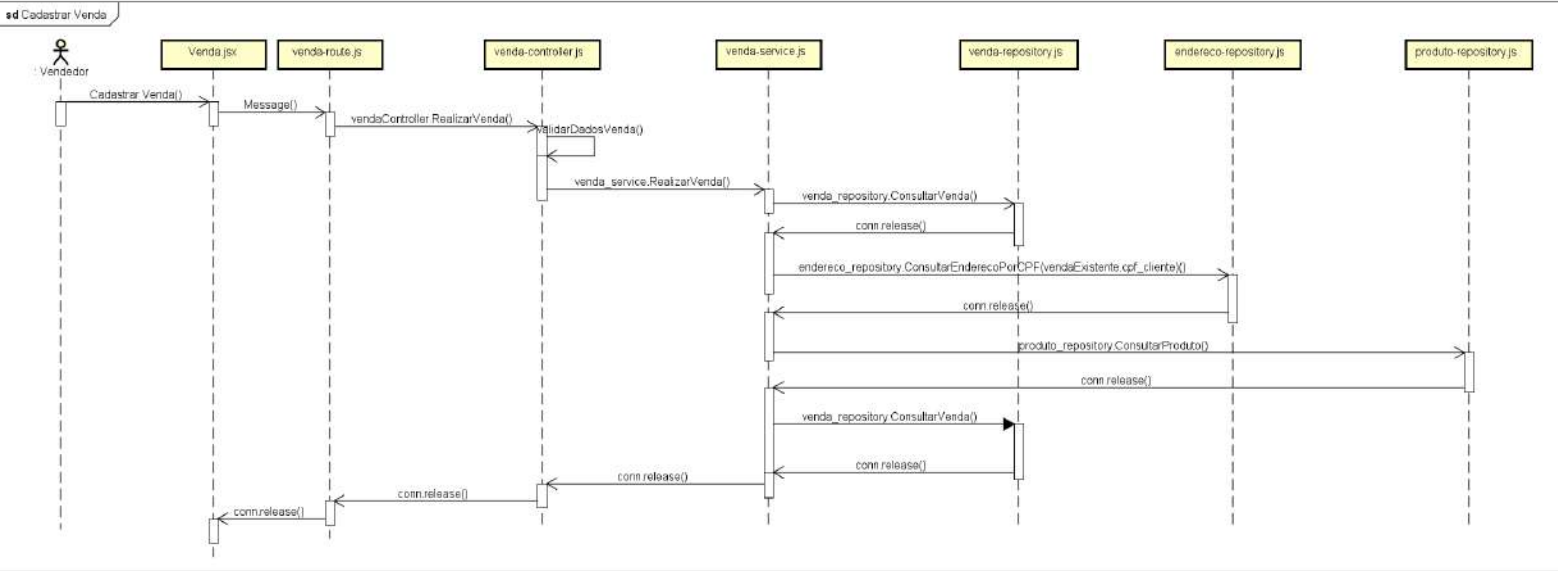 sd Cadastrar Venda
: Vendedor
Venda.jsx
venda-route.js
venda-controller.js
venda-service.js
venda-repository.js
endereco-repository.js
produto-repository.js
Cadastrar Venda()
Message()
vendaController.RealizarVenda()
validarDadosVenda()
venda_service.RealizarVenda()
venda_repository.ConsultarVenda()
conn.release()
endereco_repository.ConsultarEnderecoPorCPF(vendaExistente.cpf_cliente)()
conn.release()
produto_repository.ConsultarProduto()
conn.release()
venda_repository.ConsultarVenda()
conn.release()
conn.release()
conn.release()
conn.release()